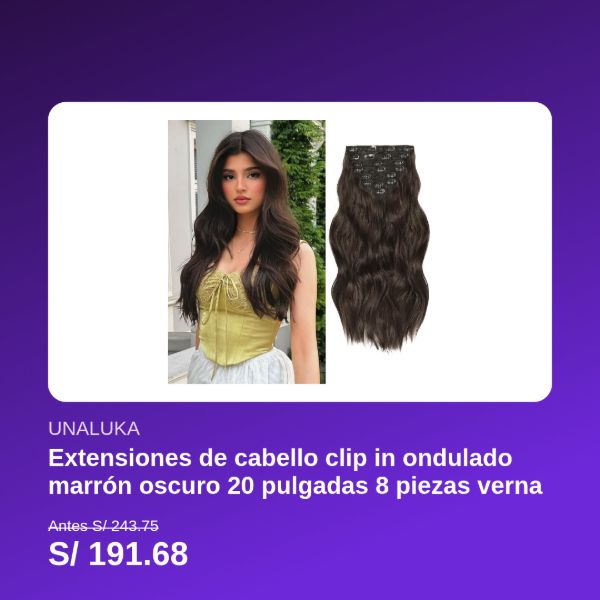 UNALUKA
Extensiones de cabello clip in ondulado
marrón oscuro 20 pulgadas 8 piezas verna
Antes S/ 243.75
S/ 191.68